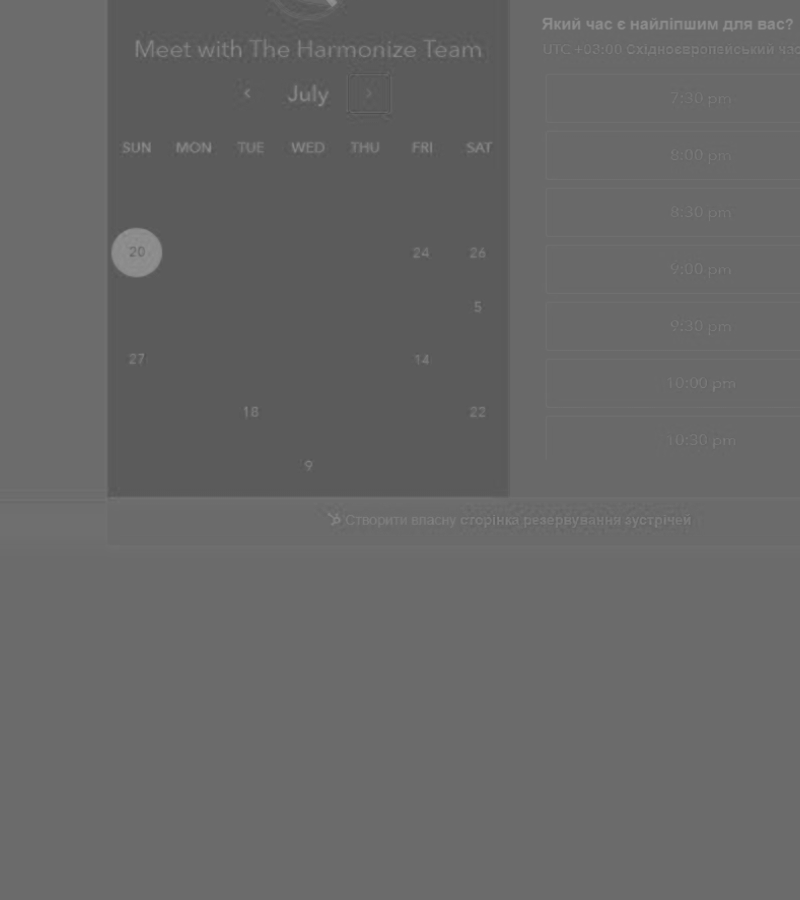 Meet with The Harmonize Team
July
SUN MON TUE WED THU FRI SAT
20 24 26
5
27 14
18 22
9
Який час є найліпшим для вас?
UTC +03:00 Східноєвропейський час
7:30 pm
8:00 pm
8:30 pm
9:00 pm
9:30 pm
10:00 pm
10:30 pm
Створити власну сторінка резервування зустрічей